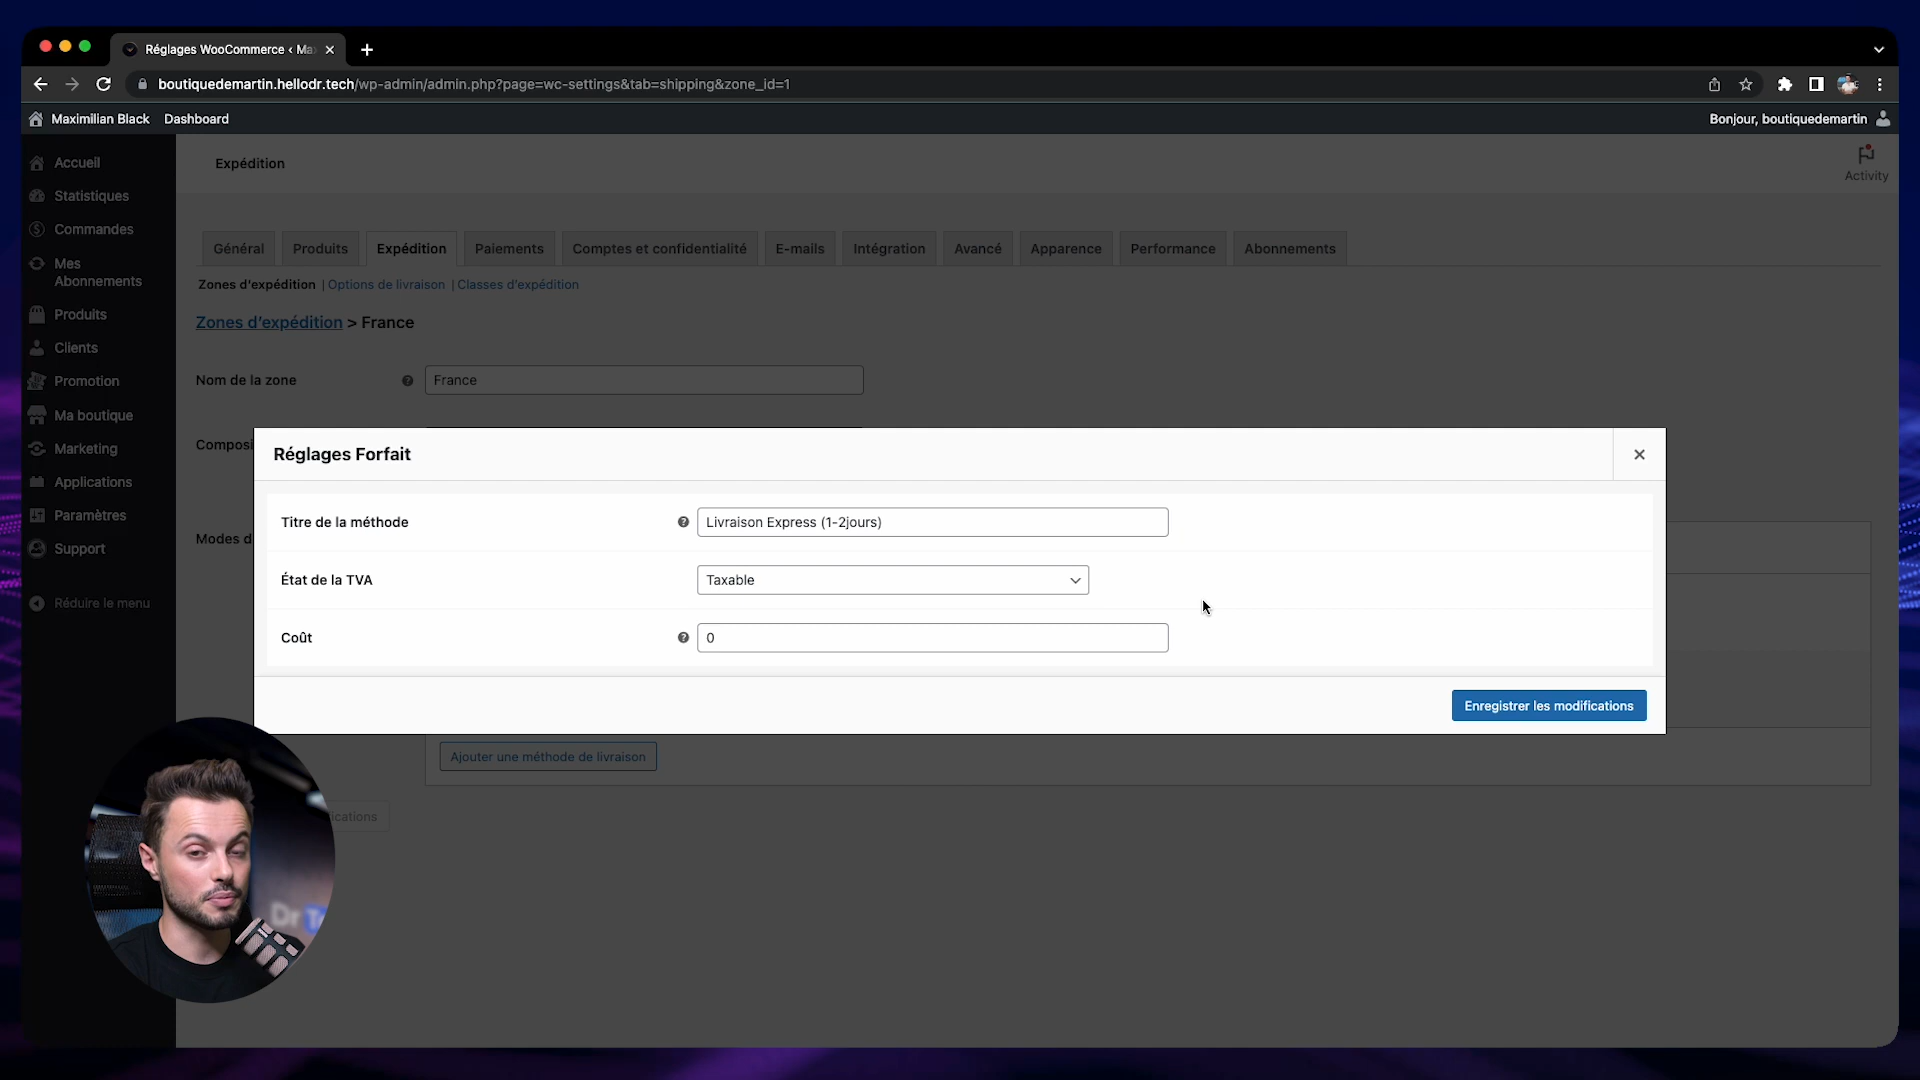 Réglages WooCommerce ‹ Ma
boutiquedemartin.hellodr.tech/wp-admin/admin.php?page=wc-settings&tab=shipping&zone_id=1
Maximilian Black Dashboard
Bonjour, boutiquedemartin
Accueil
Statistiques
Commandes
Mes
Abonnements
Produits
Clients
Promotion
Ma boutique
Marketing
Applications
Paramètres
Support
Réduire le menu
Expédition
Activity
Général Produits Expédition Paiements Comptes et confidentialité E-mails Intégration Avancé Apparence Performance Abonnements
Zones d'expédition | Options de livraison | Classes d'expédition
Zones d'expédition > France
Nom de la zone
France
Composi
Modes d
Réglages Forfait
Titre de la méthode
Livraison Express (1-2jours)
État de la TVA
Taxable
Coût
0
Enregistrer les modifications
Ajouter une méthode de livraison
ications
Dr T